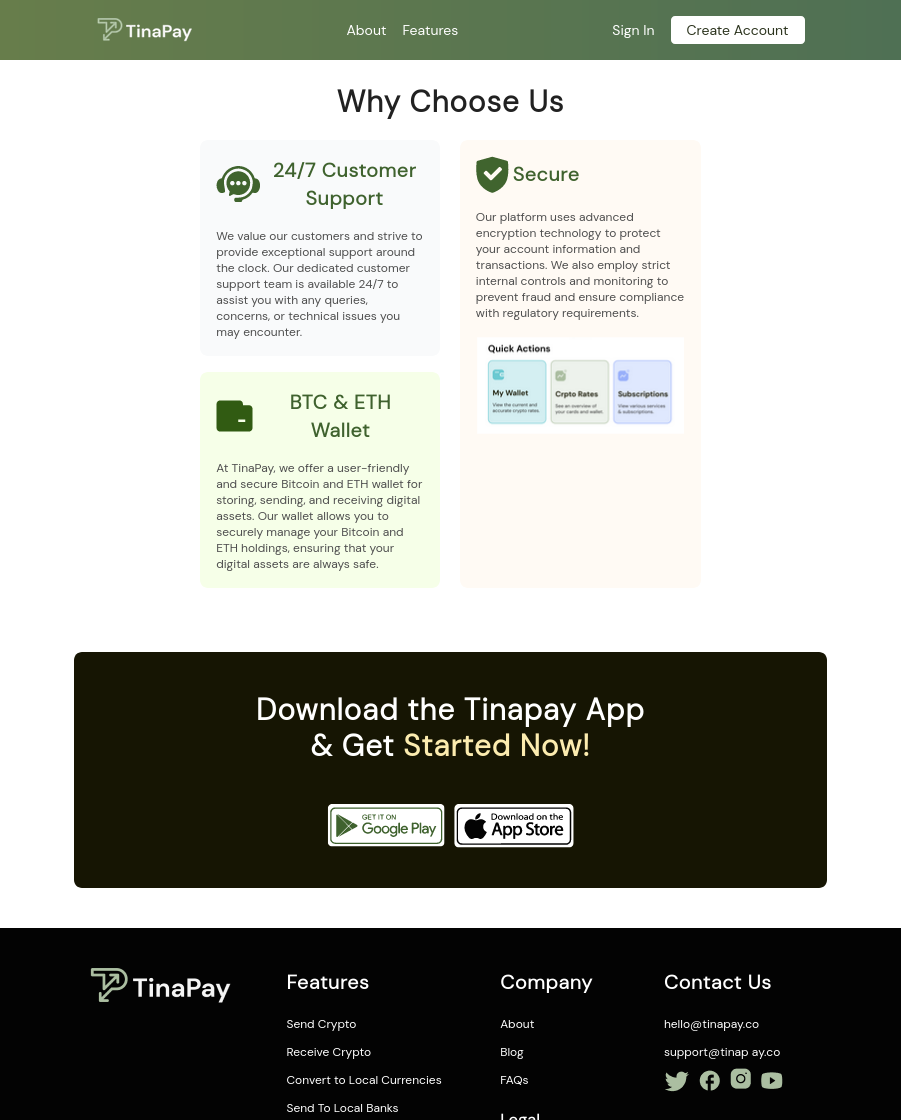 TinaPay
About
Features
Sign In
Create Account
Why Choose Us
24/7 Customer
Support
We value our customers and strive to
provide exceptional support around
the clock. Our dedicated customer
support team is available 24/7 to
assist you with any queries,
concerns, or technical issues you
may encounter.
BTC & ETH
Wallet
At TinaPay, we offer a user-friendly
and secure Bitcoin and ETH wallet for
storing, sending, and receiving digital
assets. Our wallet allows you to
securely manage your Bitcoin and
ETH holdings, ensuring that your
digital assets are always safe.
Secure
Our platform uses advanced
encryption technology to protect
your account information and
transactions. We also employ strict
internal controls and monitoring to
prevent fraud and ensure compliance
with regulatory requirements.
Quick Actions
My Wallet
View the current and
accurate crypto rates.
Crpto Rates
See an overview of
your cards and wallet.
Subscriptions
View various services
& subscriptions.
Download the Tinapay App
& Get Started Now!
GET IT ON
Google Play
Download on the
App Store
TinaPay
Features
Send Crypto
Receive Crypto
Convert to Local Currencies
Send To Local Banks
Company
About
Blog
FAQs
Legal
Contact Us
hello@tinapay.co
support@tinap ay.co